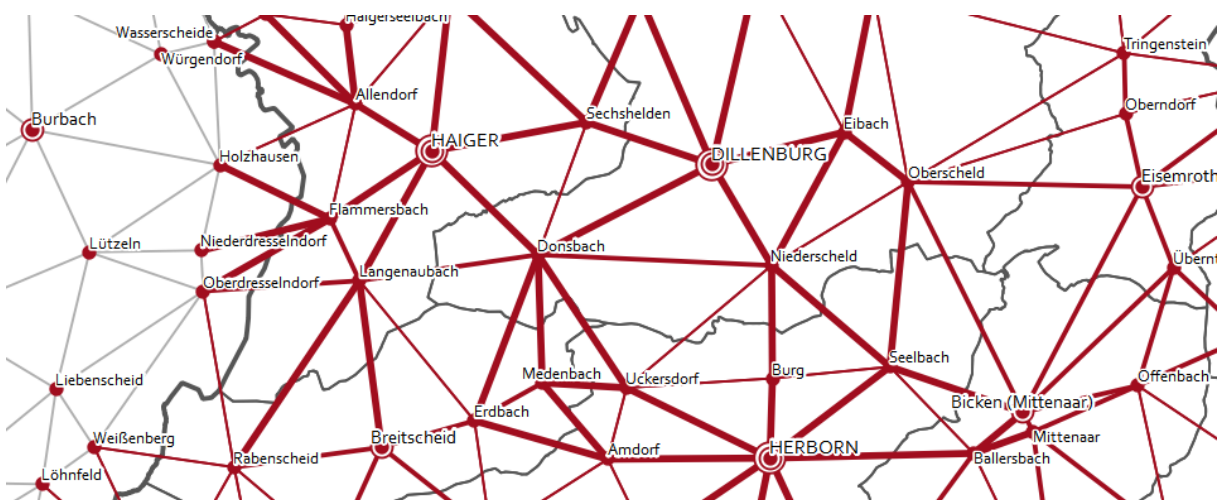 Haigerseelbach
Wasserscheide
Würgendorf
Tringenstein
Allendorf
Oberndorf
Burbach
Sechshelden
Eibach
HAIGER
DILLENBURG
Holzhausen
Oberscheld
Eisemroth
Flammersbach
Lützeln
Niederdresselndorf
Donsbach
Niederscheld
Übernt
Langenaubach
Oberdresselndorf
Seelbach
Medenbach
Uckersdorf
Burg
Liebenscheid
Offenbach
Bicken (Mittenaar)
Erdbach
Weißenberg
Breitscheid
Mittenaar
Amdorf
HERBORN
Rabenscheid
Ballersbach
Löhnfeld